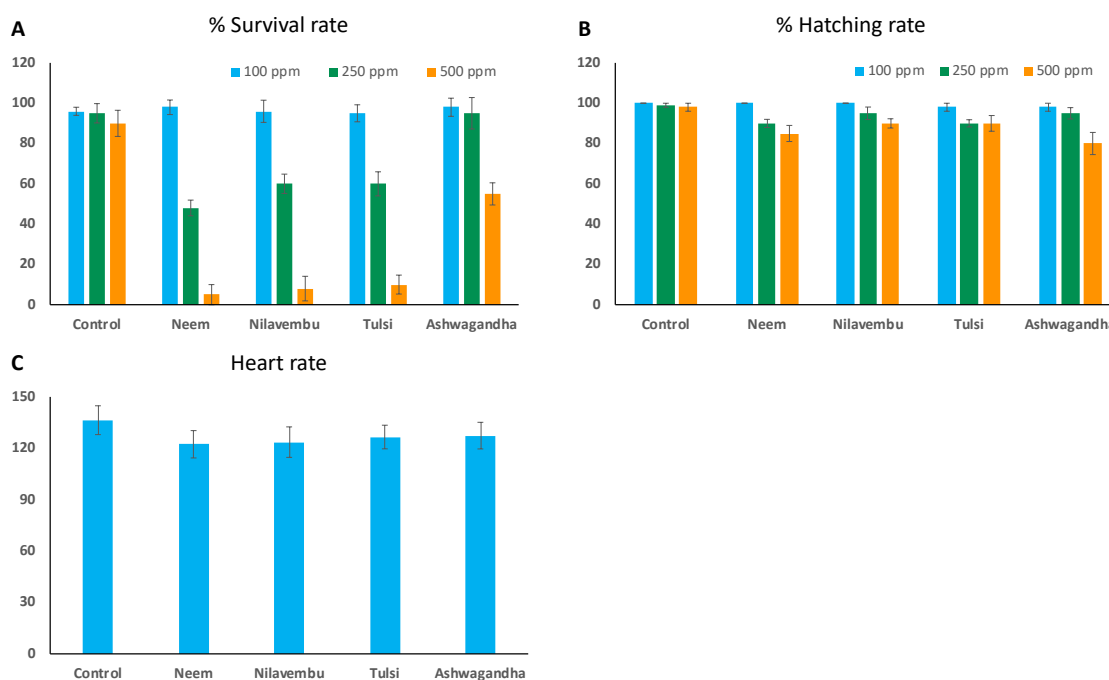 A
% Survival rate
120
100 ppm 250 ppm 500 ppm
100
80
60
40
20
0
Control Neem Nilavembu Tulsi Ashwagandha
B
% Hatching rate
120
100 ppm 250 ppm 500 ppm
100
80
60
40
20
0
Control Neem Nilavembu Tulsi Ashwagandha
C
Heart rate
150
120
90
60
30
0
Control Neem Nilavembu Tulsi Ashwagandha